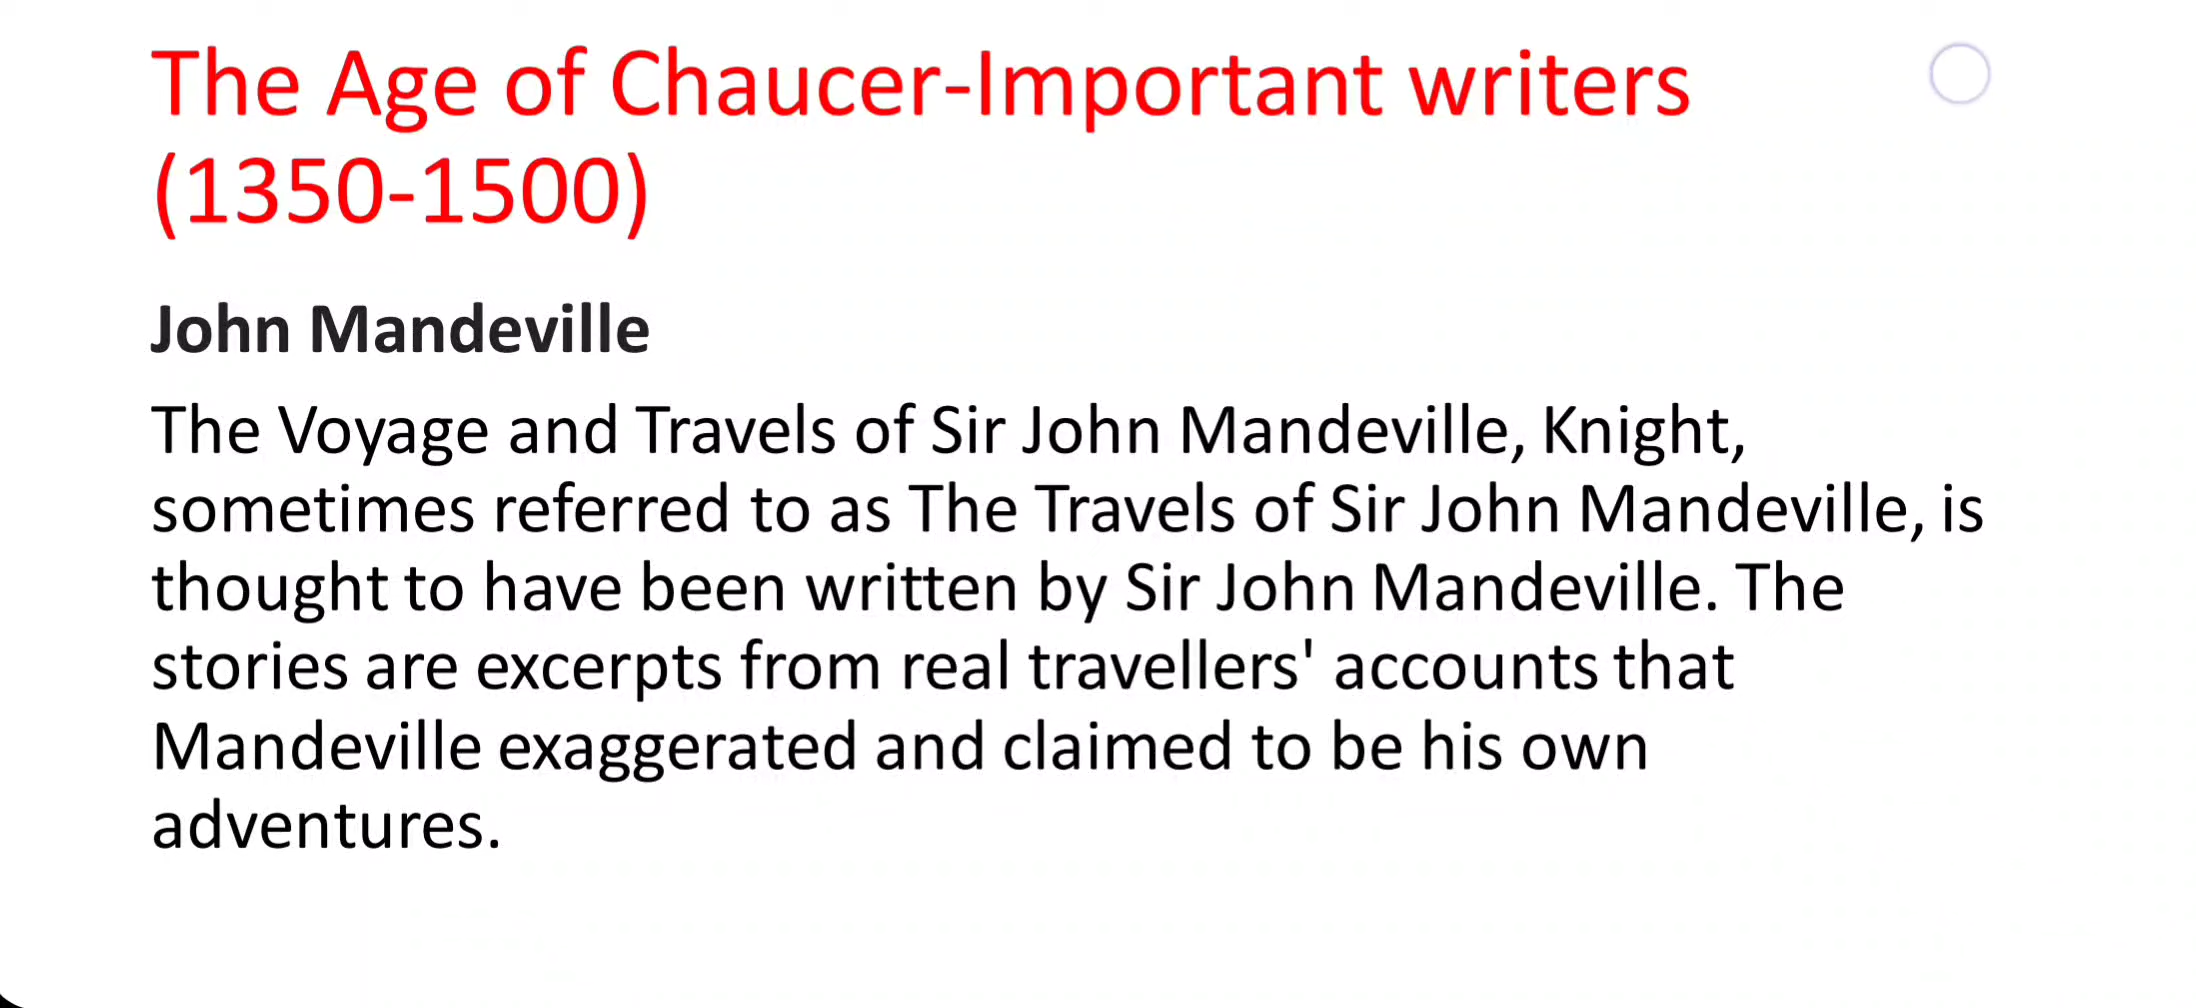 The Age of Chaucer-Important writers
(1350-1500)
John Mandeville
The Voyage and Travels of Sir John Mandeville, Knight,
sometimes referred to as The Travels of Sir John Mandeville, is
thought to have been written by Sir John Mandeville. The
stories are excerpts from real travellers' accounts that
Mandeville exaggerated and claimed to be his own
adventures.